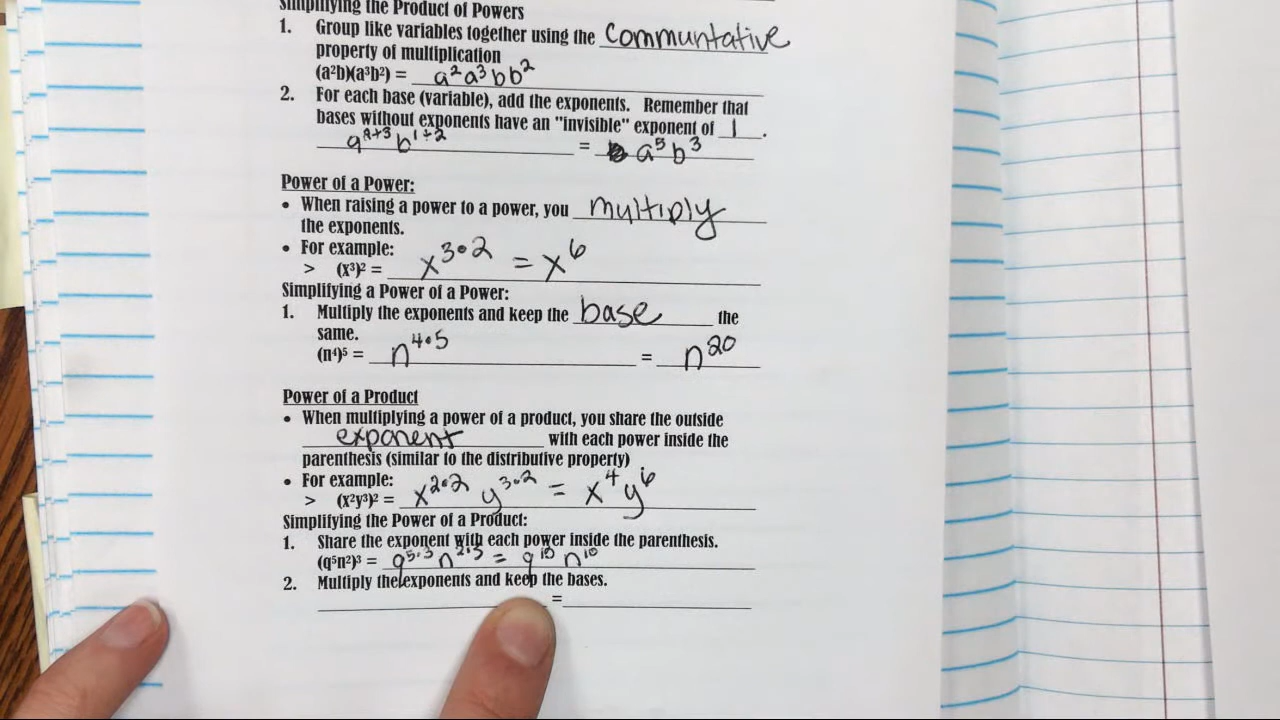 Simplifying the Product of Powers
1. Group like variables together using the Communtative
property of multiplication
(a²b)(a³b²) = a²a³bb²
2. For each base (variable), add the exponents. Remember that
bases without exponents have an "invisible" exponent of 1.
a²⁺³ b¹⁺² = a⁵b³
Power of a Power:
• When raising a power to a power, you multiply
the exponents.
• For example:
> (x³)² = x³•² = x⁶
Simplifying a Power of a Power:
1. Multiply the exponents and keep the base the
same.
(n⁴)⁵ = n⁴•⁵ = n²⁰
Power of a Product
• When multiplying a power of a product, you share the outside
exponent with each power inside the
parenthesis (similar to the distributive property)
• For example:
> (x²y³)² = x²•² y³•² = x⁴y⁶
Simplifying the Power of a Product:
1. Share the exponent with each power inside the parenthesis.
(q⁵n²)³ = q⁵•³ n²•³ = q n
2. Multiply the exponents and keep the bases.
=